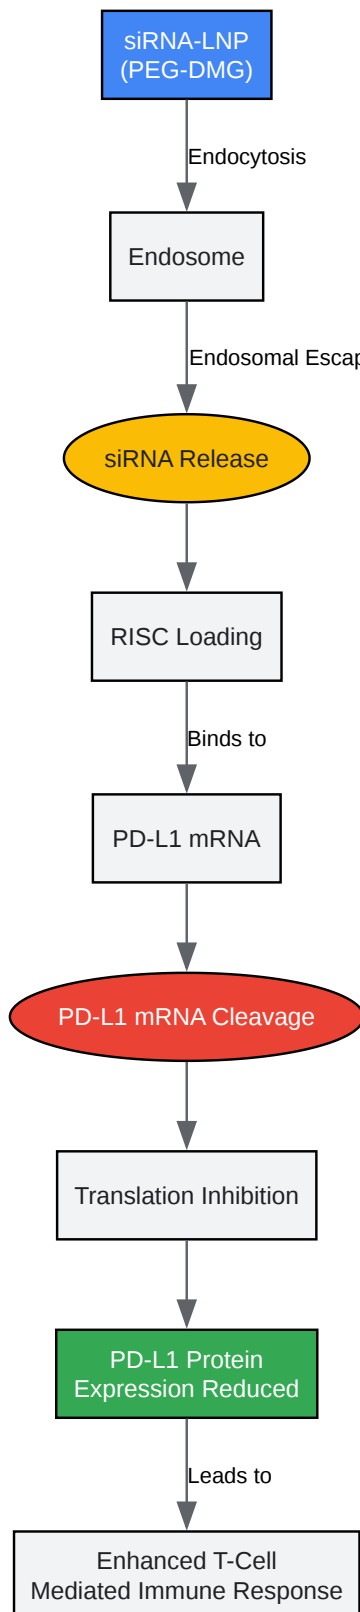 siRNA-LNP
(PEG-DMG)
Endocytosis
Endosome
Endosomal Escap
siRNA Release
RISC Loading
Binds to
PD-L1 mRNA
PD-L1 mRNA Cleavage
Translation Inhibition
PD-L1 Protein
Expression Reduced
Leads to
Enhanced T-Cell
Mediated Immune Response